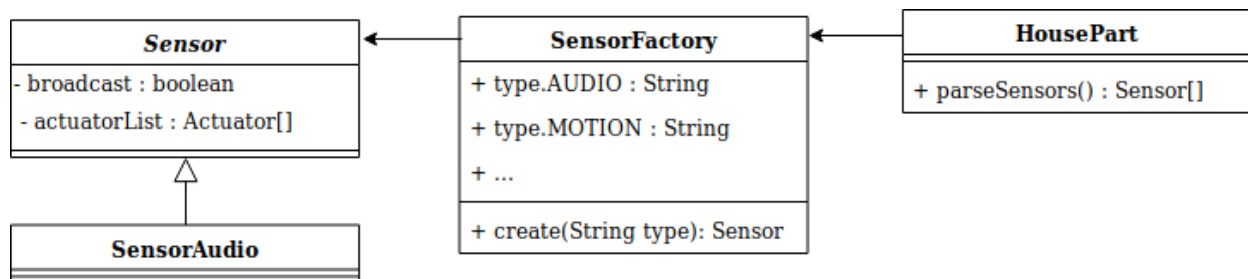 Sensor
- broadcast : boolean
- actuatorList : Actuator[]
SensorAudio
SensorFactory
+ type.AUDIO : String
+ type.MOTION : String
+ ...
+ create(String type): Sensor
HousePart
+ parseSensors() : Sensor[]